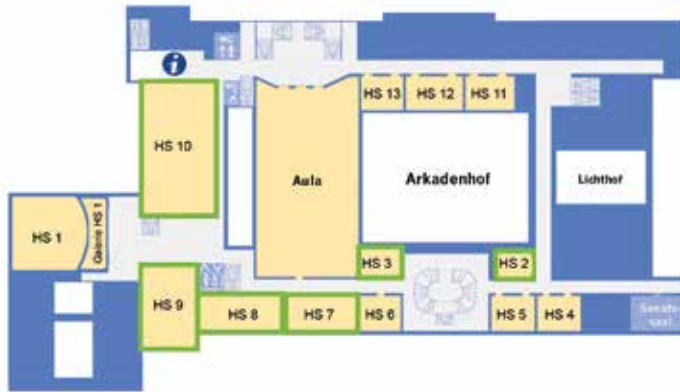 i
HS 13
HS 12
HS 11
HS 10
Aula
Arkadenhof
Lichthof
HS 1
Galerie HS 1
HS 3
HS 2
HS 9
HS 8
HS 7
HS 6
HS 5
HS 4